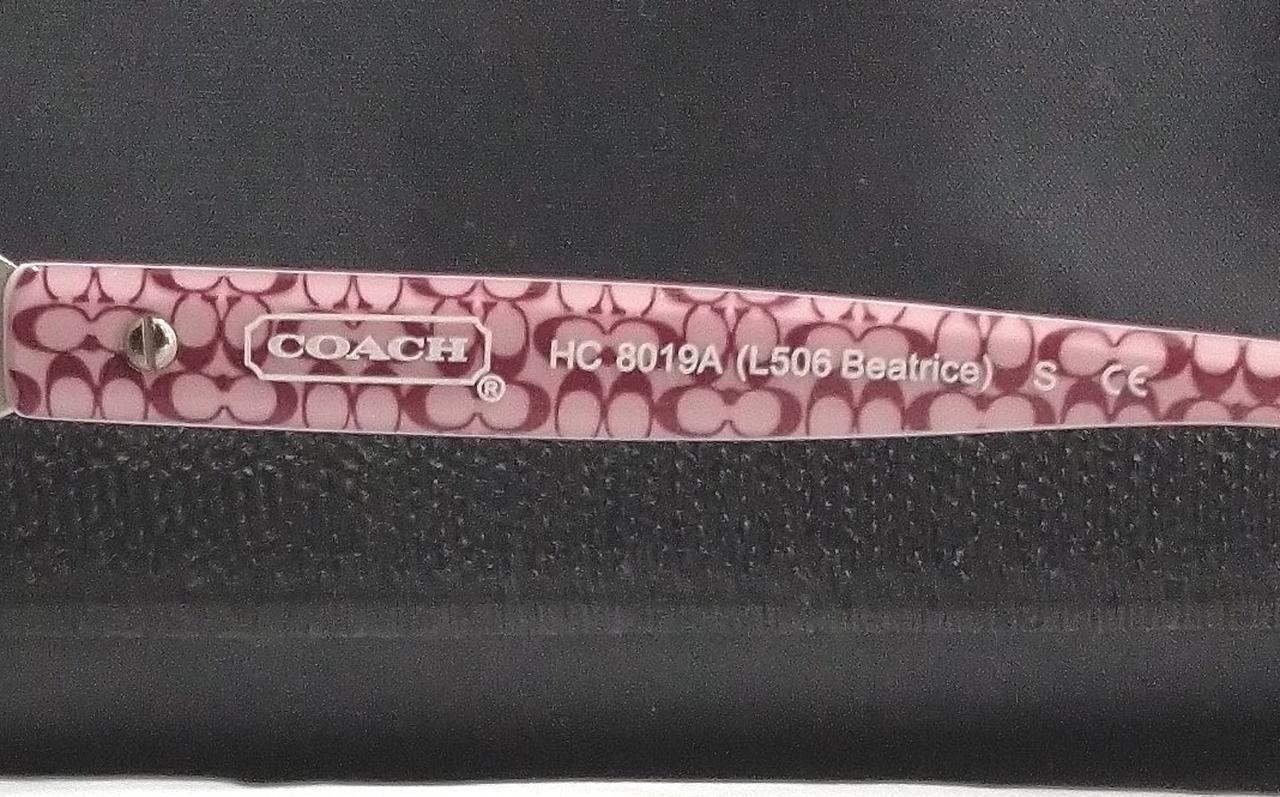 COACH ®
HC 8019A (L506 Beatrice) S CE